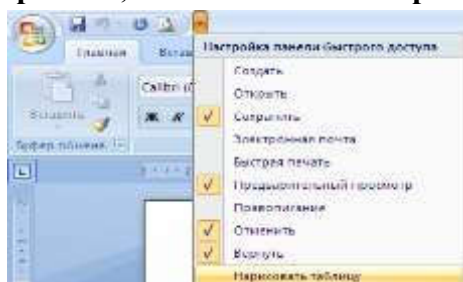 Главная
Вставк
Настройка панели быстрого доступа
Создать
Открыть
Calibri (О
Сохранить
Вставить
Ж К
Электронная почта
Буфер обмена
Быстрая печать
Предварительный просмотр
Правописание
Отменить
Вернуть
Нарисовать таблицу